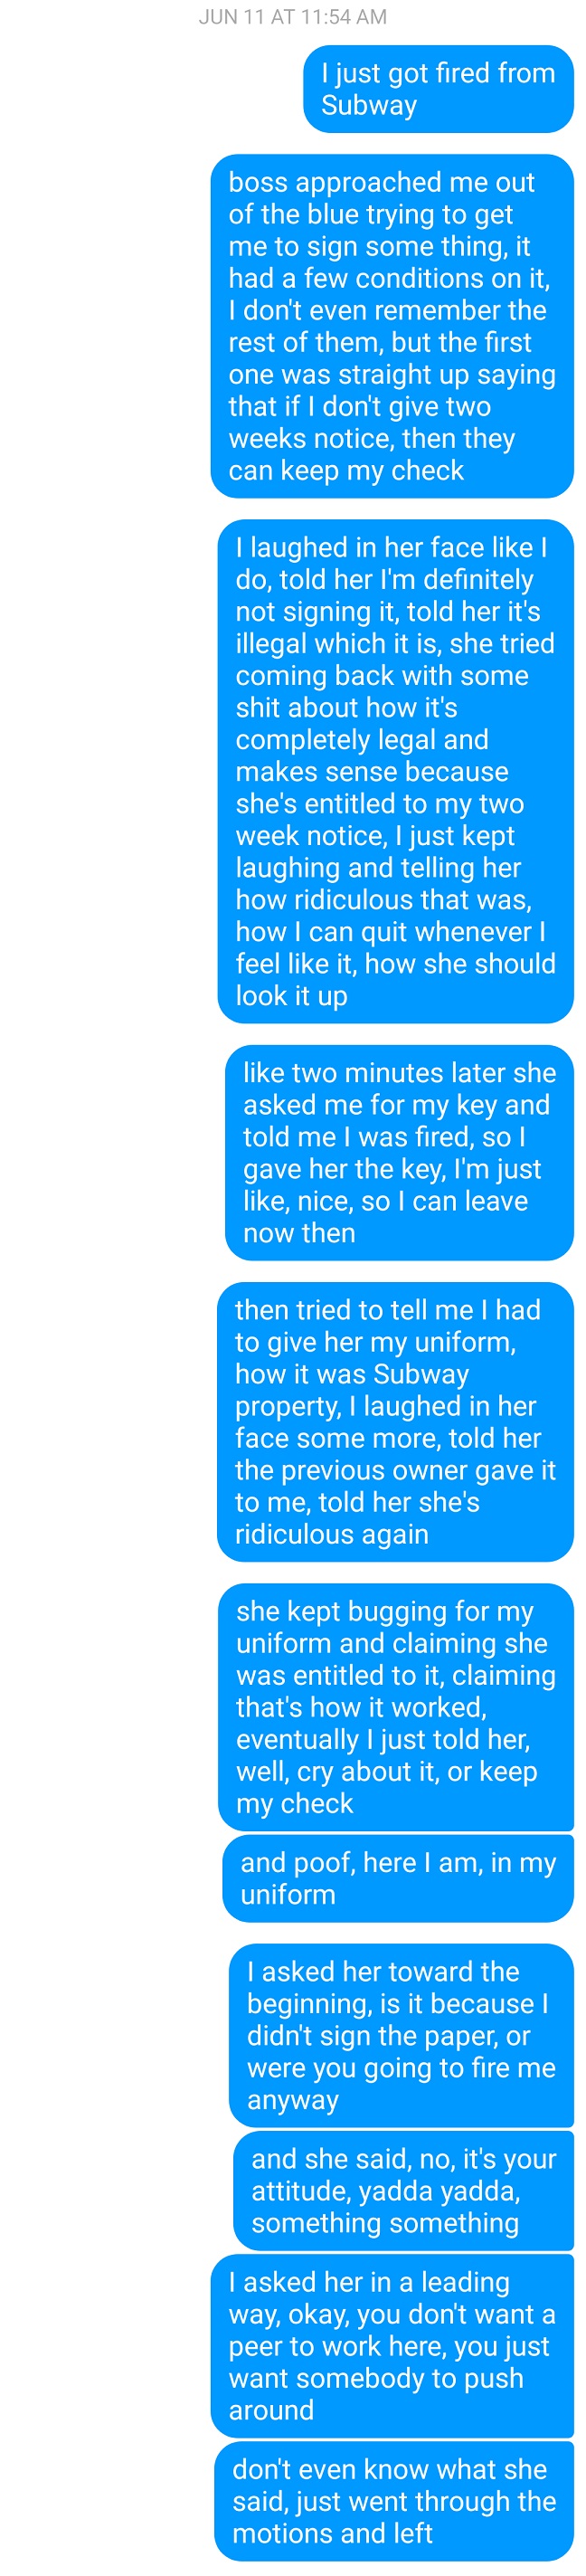 JUN 11 AT 11:54 AM
I just got fired from
Subway
boss approached me out
of the blue trying to get
me to sign some thing, it
had a few conditions on it,
I don't even remember the
rest of them, but the first
one was straight up saying
that if I don't give two
weeks notice, then they
can keep my check
I laughed in her face like I
do, told her I'm definitely
not signing it, told her it's
illegal which it is, she tried
coming back with some
shit about how it's
completely legal and
makes sense because
she's entitled to my two
week notice, I just kept
laughing and telling her
how ridiculous that was,
how I can quit whenever I
feel like it, how she should
look it up
like two minutes later she
asked me for my key and
told me I was fired, so I
gave her the key, I'm just
like, nice, so I can leave
now then
then tried to tell me I had
to give her my uniform,
how it was Subway
property, I laughed in her
face some more, told her
the previous owner gave it
to me, told her she's
ridiculous again
she kept bugging for my
uniform and claiming she
was entitled to it, claiming
that's how it worked,
eventually I just told her,
well, cry about it, or keep
my check
and poof, here I am, in my
uniform
I asked her toward the
beginning, is it because I
didn't sign the paper, or
were you going to fire me
anyway
and she said, no, it's your
attitude, yadda yadda,
something something
I asked her in a leading
way, okay, you don't want a
peer to work here, you just
want somebody to push
around
don't even know what she
said, just went through the
motions and left